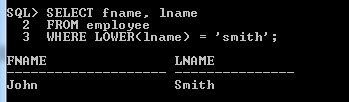 SQL> SELECT fname, lname
  2  FROM employee
  3  WHERE LOWER(lname) = 'smith';
FNAME                LNAME
-------------------- ---------------
John                 Smith